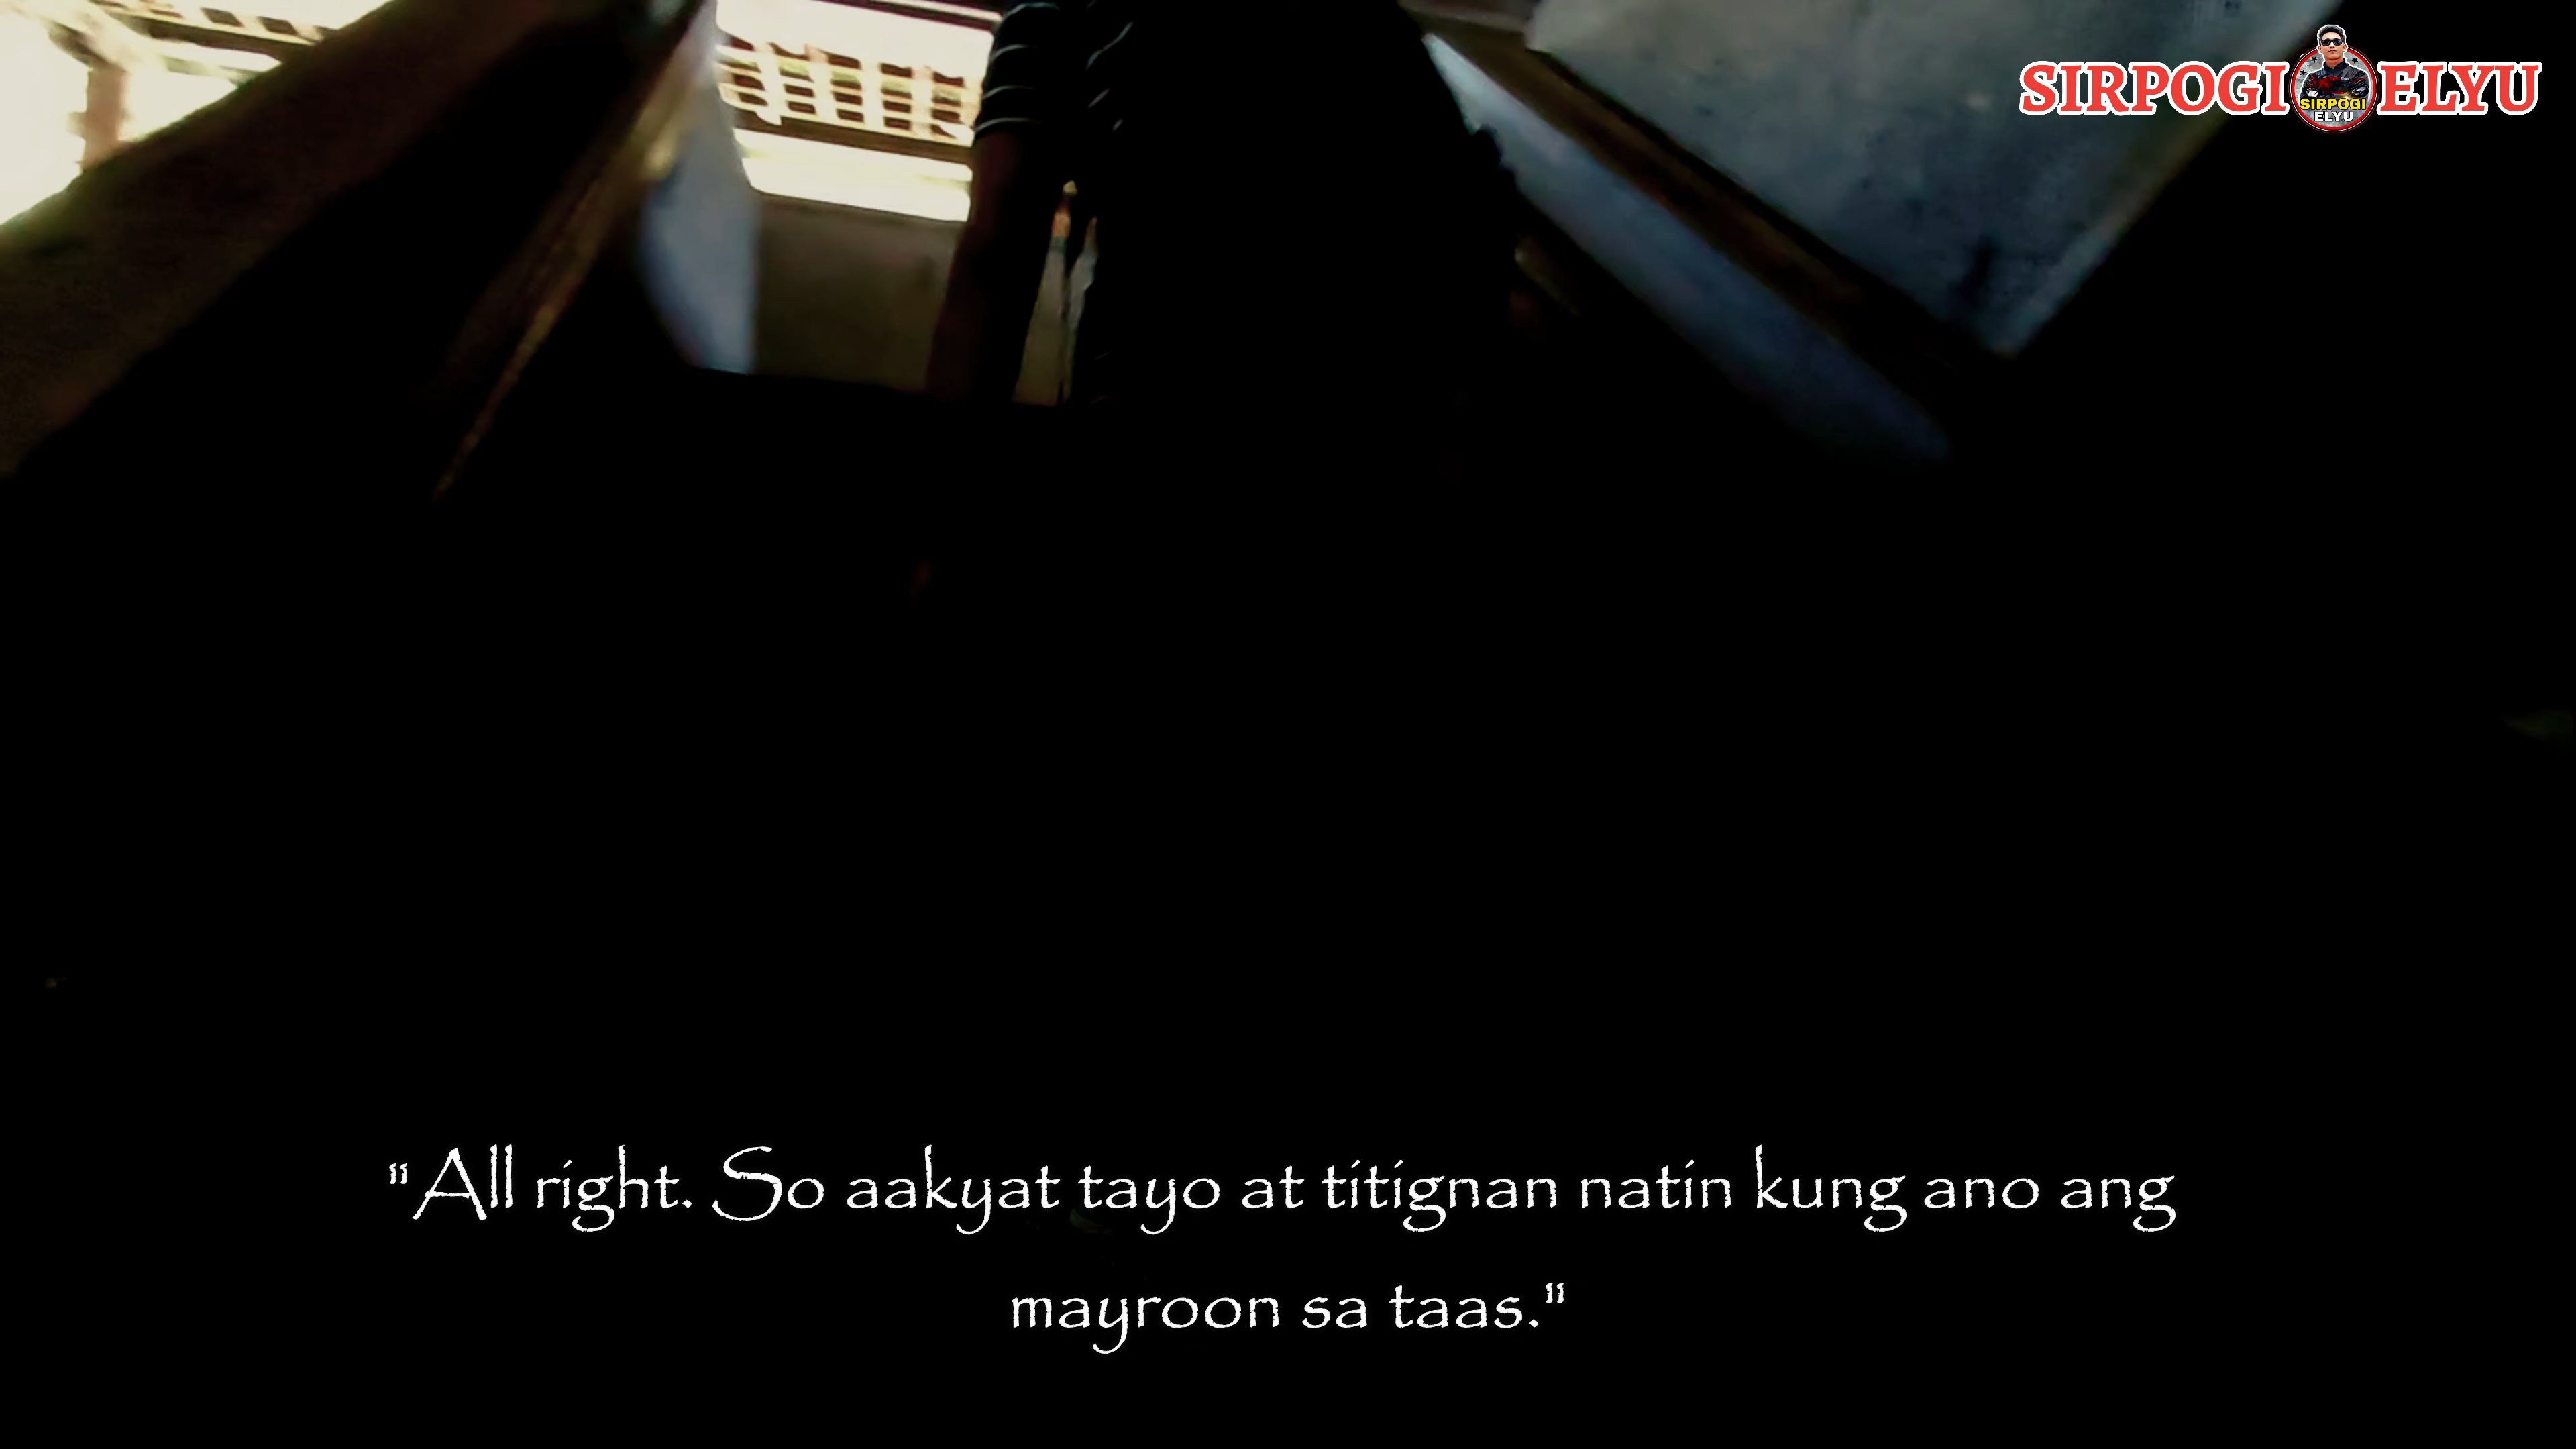 SIRPOGI ELYU
SIRPOGI
ELYU
"All right. So aakyat tayo at titignan natin kung ano ang
mayroon sa taas."